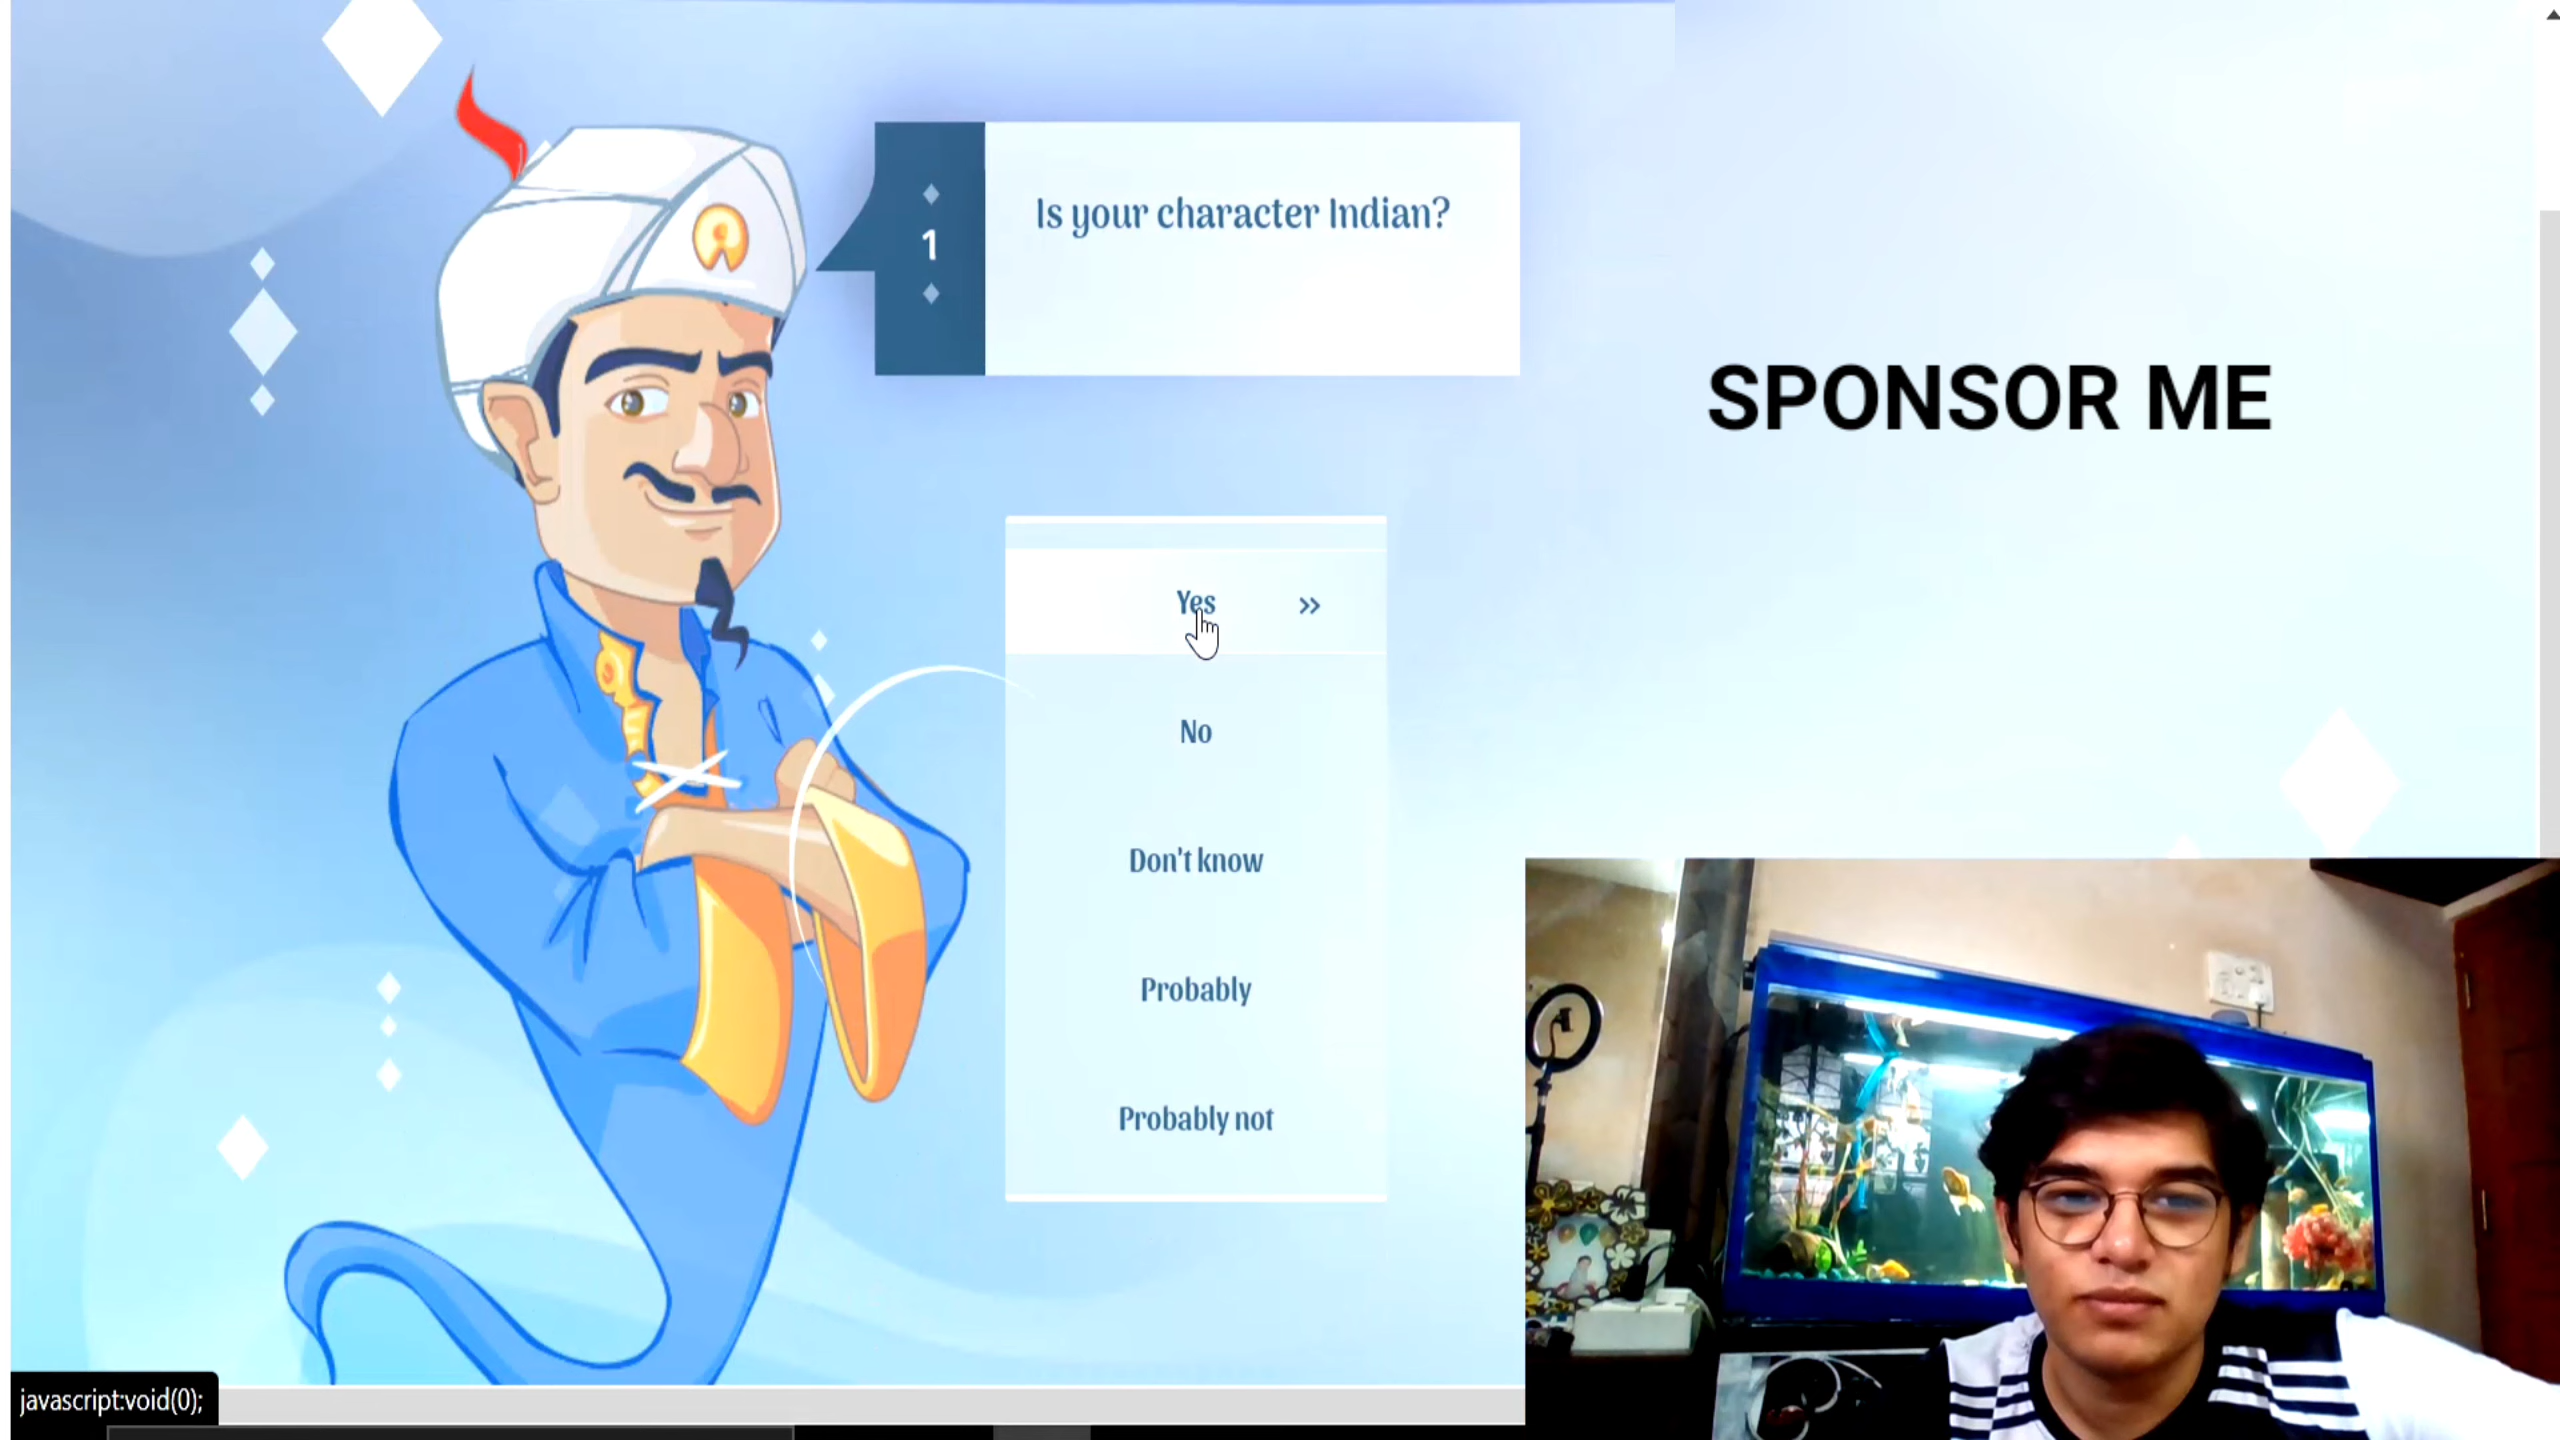 1
Is your character Indian?
SPONSOR ME
Yes
No
Don't know
Probably
Probably not
javascript:void(0);